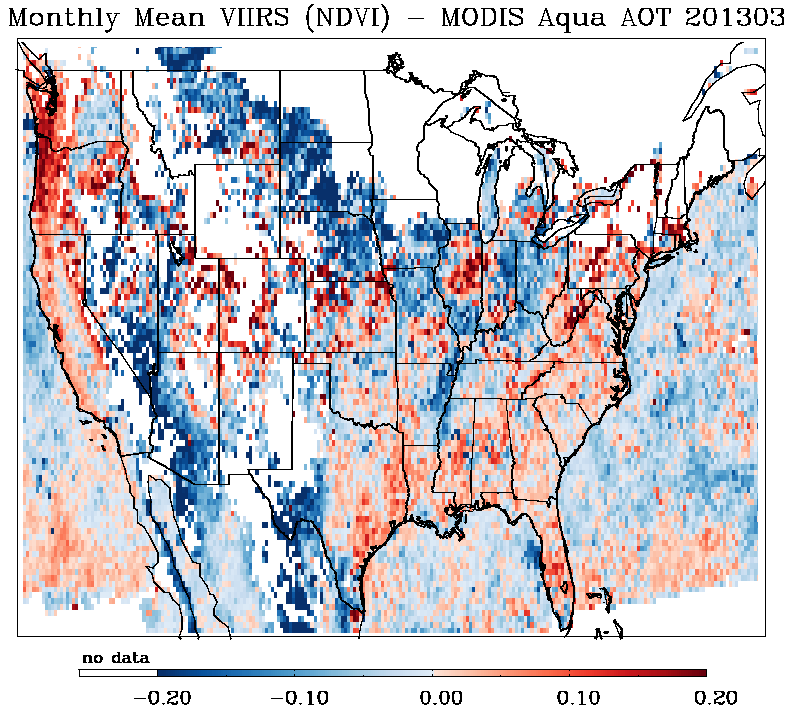 Monthly Mean VIIRS (NDVI) − MODIS Aqua AOT 201303
no data
−0.20 −0.10 0.00 0.10 0.20